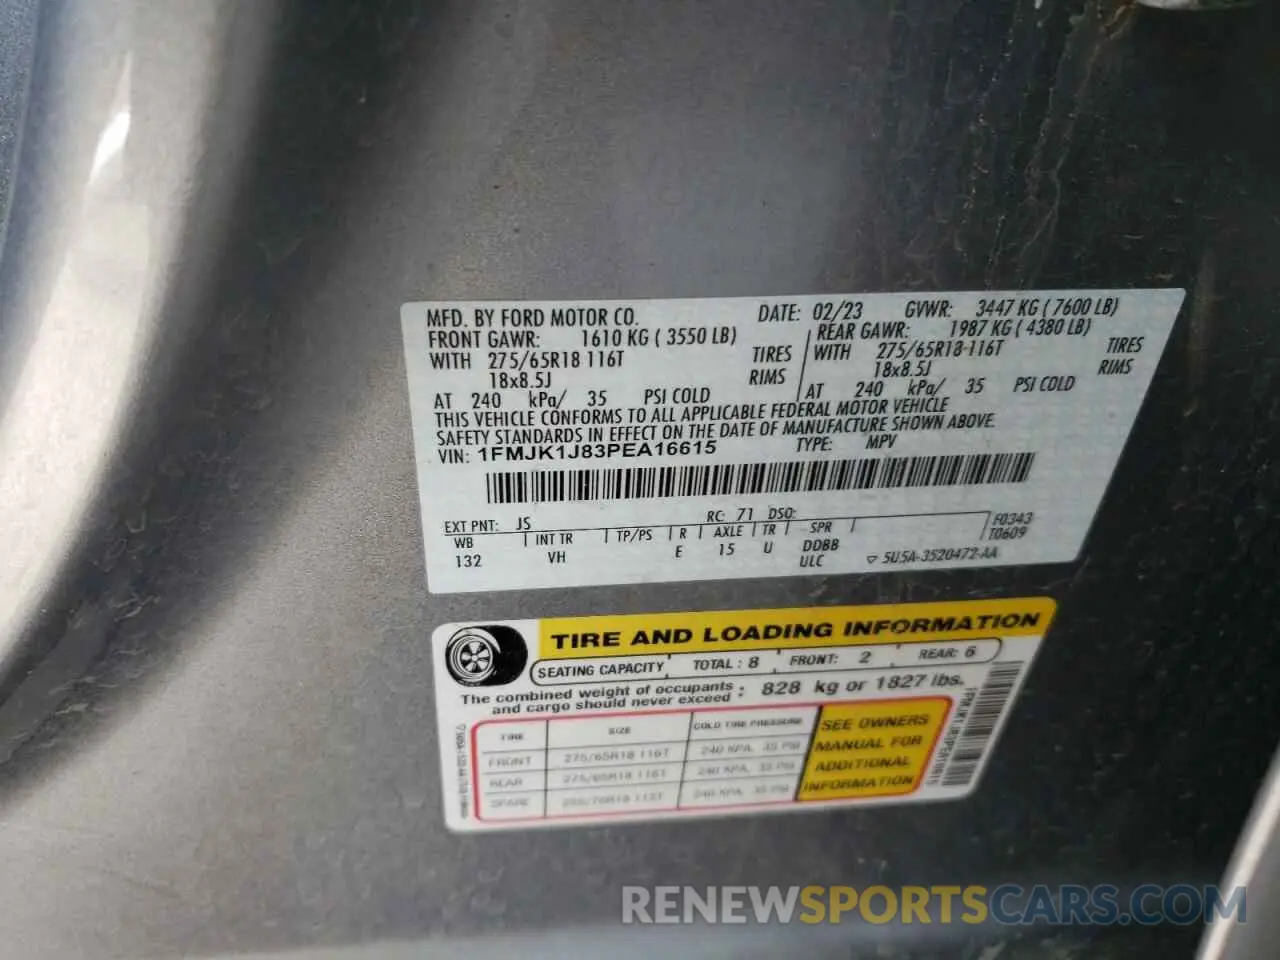 MFD. BY FORD MOTOR CO. DATE: 02/23 GVWR: 3447 KG ( 7600 LB)
FRONT GAWR: 1610 KG ( 3550 LB) REAR GAWR: 1987 KG ( 4380 LB)
WITH 275/65R18 116T TIRES WITH 275/65R18 116T TIRES
18x8.5J RIMS 18x8.5J RIMS
AT 240 kPa/ 35 PSI COLD AT 240 kPa/ 35 PSI COLD
THIS VEHICLE CONFORMS TO ALL APPLICABLE FEDERAL MOTOR VEHICLE
SAFETY STANDARDS IN EFFECT ON THE DATE OF MANUFACTURE SHOWN ABOVE.
VIN: 1FMJK1J83PEA16615 TYPE: MPV
EXT PNT: JS RC: 71 DSO: F0343
WB INT TR TP/PS R AXLE TR SPR T0609
132 VH E 15 U DDBB
ULC 5U5A-3520472-AA
TIRE AND LOADING INFORMATION
SEATING CAPACITY TOTAL : 8 FRONT: 2 REAR: 6
The combined weight of occupants
and cargo should never exceed : 828 kg or 1827 lbs.
TIRE SIZE COLD TIRE PRESSURE
FRONT 275/65R18 116T 240 KPA, 35 PSI
REAR 275/65R18 116T 240 KPA, 35 PSI
SPARE 240 KPA, 35 PSI
SEE OWNERS
MANUAL FOR
ADDITIONAL
INFORMATION
RENEWSPORTSCARS.COM